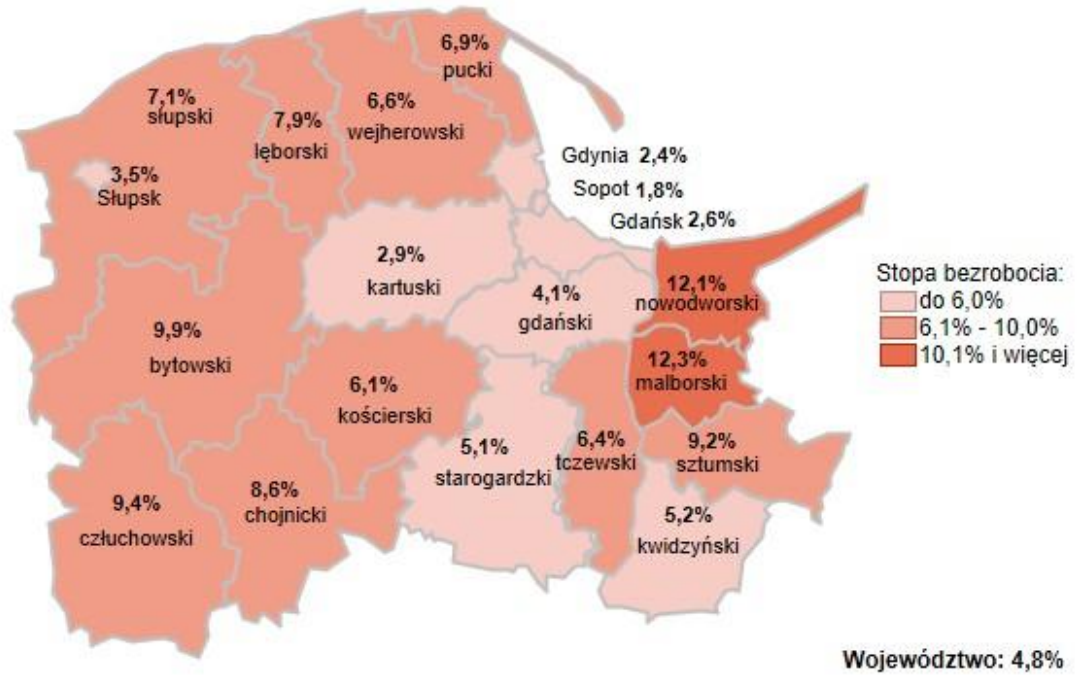 6,9%
pucki
7,1%
słupski
7,9%
lęborski
6,6%
wejherowski
Gdynia 2,4%
Sopot 1,8%
Gdańsk 2,6%
3,5%
Słupsk
2,9%
kartuski
4,1%
gdański
12,1%
nowodworski
Stopa bezrobocia:
do 6,0%
6,1% - 10,0%
10,1% i więcej
9,9%
bytowski
6,1%
kościerski
12,3%
malborski
5,1%
starogardzki
6,4%
tczewski
9,2%
sztumski
9,4%
człuchowski
8,6%
chojnicki
5,2%
kwidzyński
Województwo: 4,8%